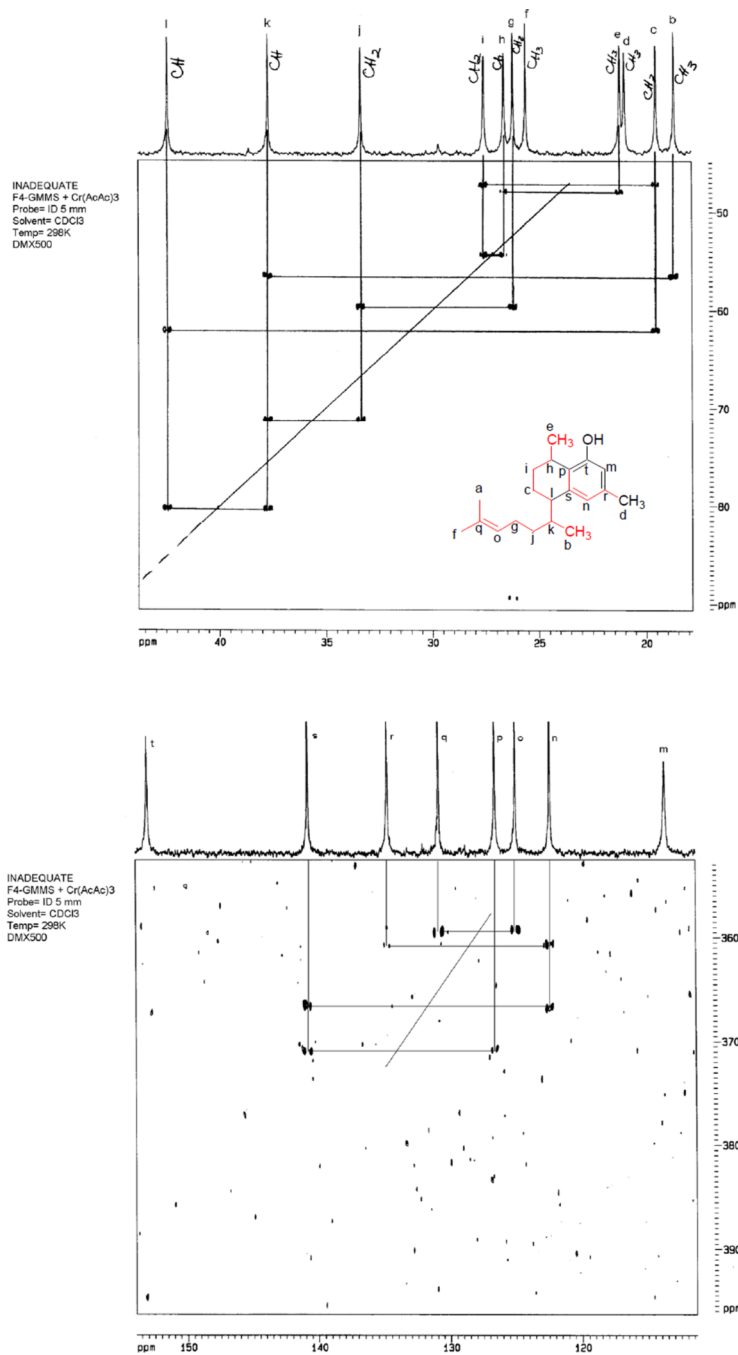 l k j i h g f e d c b
CH CH CH2 CH2 Ch CH2 CH3 CH3 CH3 CH2 CH3
INADEQUATE
F4-GMMS + Cr(AcAc)3
Probe= ID 5 mm
Solvent= CDCl3
Temp= 298K
DMX500
50
60
70
80
ppm
ppm 40 35 30 25 20
e
CH3 OH
i h t m
p
c l s r
n CH3
a d
q k CH3
f o g j b
t s r q p o n m
INADEQUATE
F4-GMMS + Cr(AcAc)3
Probe= ID 5 mm
Solvent= CDCl3
Temp= 298K
DMX500
360
370
380
390
ppm
ppm 150 140 130 120